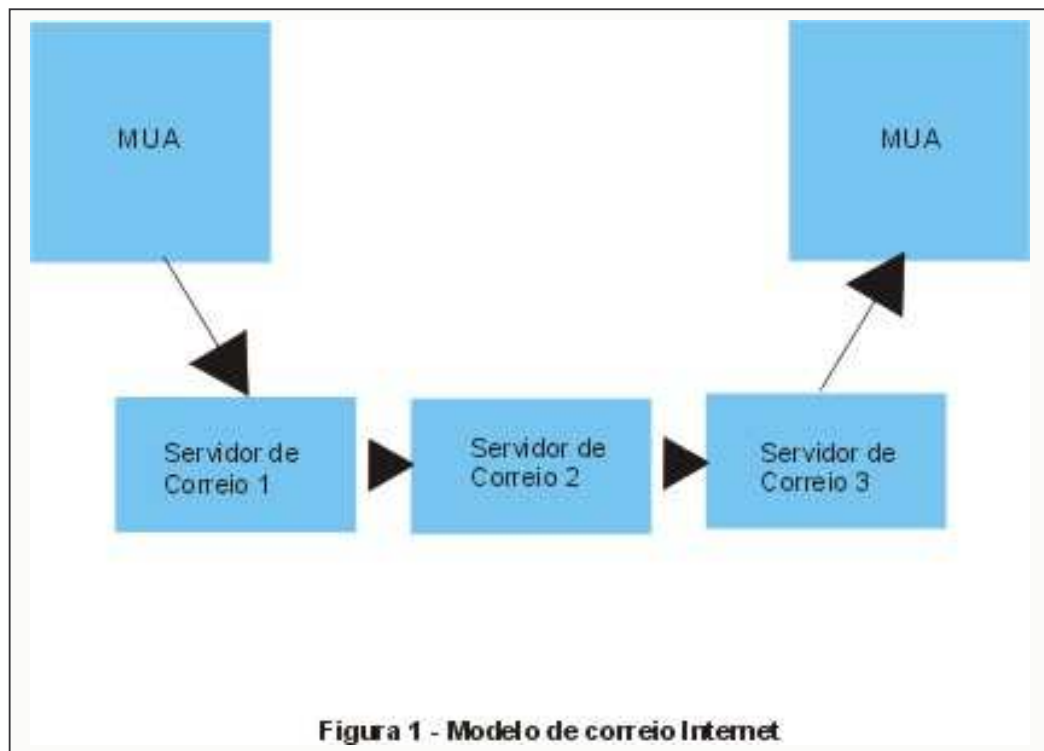 MUA
MUA
Servidor de
Correio 1
Servidor de
Correio 2
Servidor de
Correio 3
Figura 1 - Modelo de correio Internet